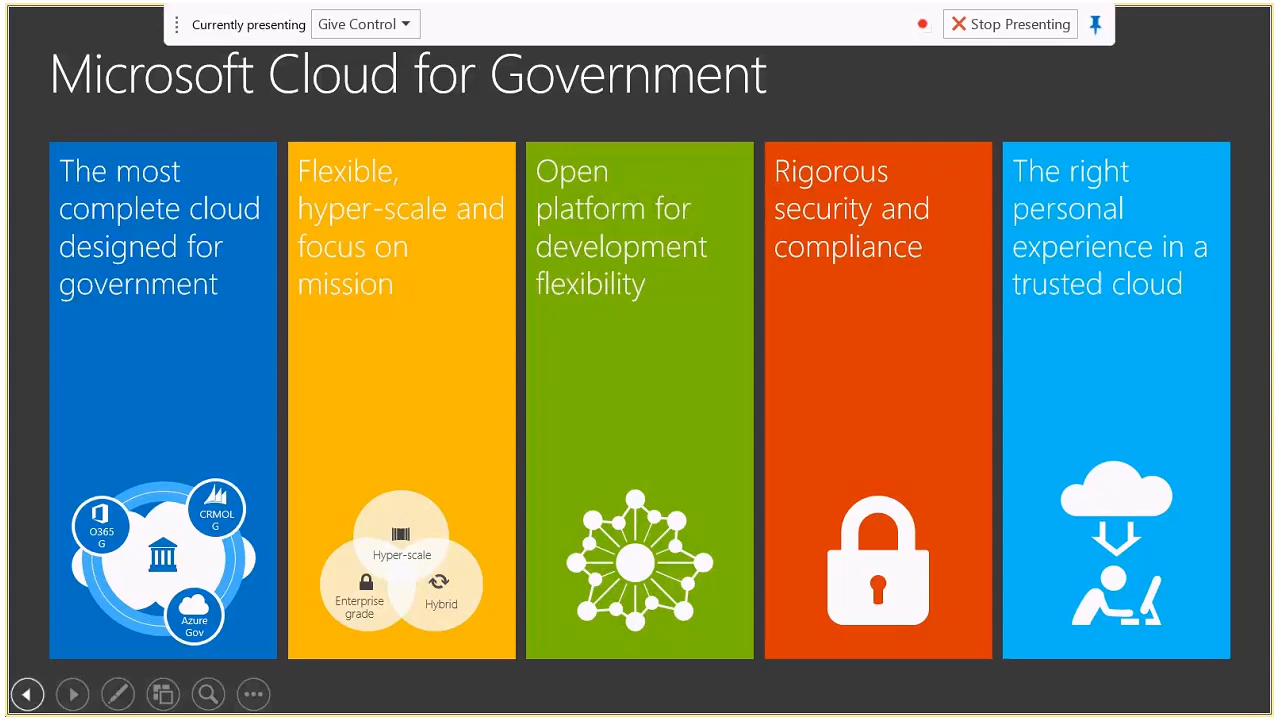 Currently presenting
Give Control
Stop Presenting
Microsoft Cloud for Government
The most
complete cloud
designed for
government
O365
G
CRMOL
G
Azure
Gov
Flexible,
hyper-scale and
focus on
mission
Hyper-scale
Enterprise
grade
Hybrid
Open
platform for
development
flexibility
Rigorous
security and
compliance
The right
personal
experience in a
trusted cloud